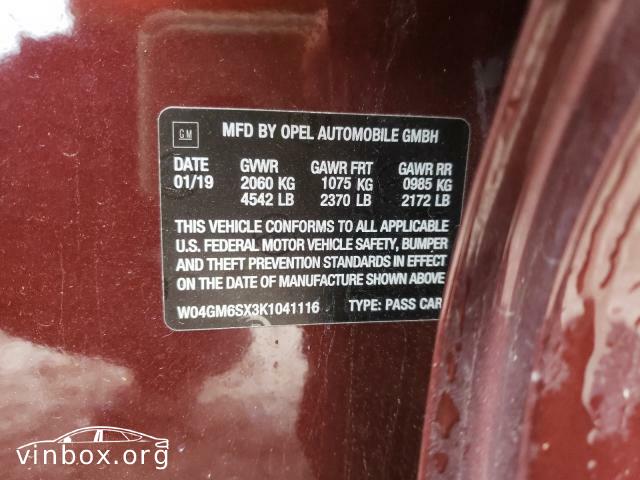 GM
MFD BY OPEL AUTOMOBILE GMBH
DATE GVWR GAWR FRT GAWR RR
01/19 2060 KG 1075 KG 0985 KG
4542 LB 2370 LB 2172 LB
THIS VEHICLE CONFORMS TO ALL APPLICABLE
U.S. FEDERAL MOTOR VEHICLE SAFETY, BUMPER
AND THEFT PREVENTION STANDARDS IN EFFECT
ON THE DATE OF MANUFACTURE SHOWN ABOVE
W04GM6SX3K1041116 TYPE: PASS CAR
vinbox.org